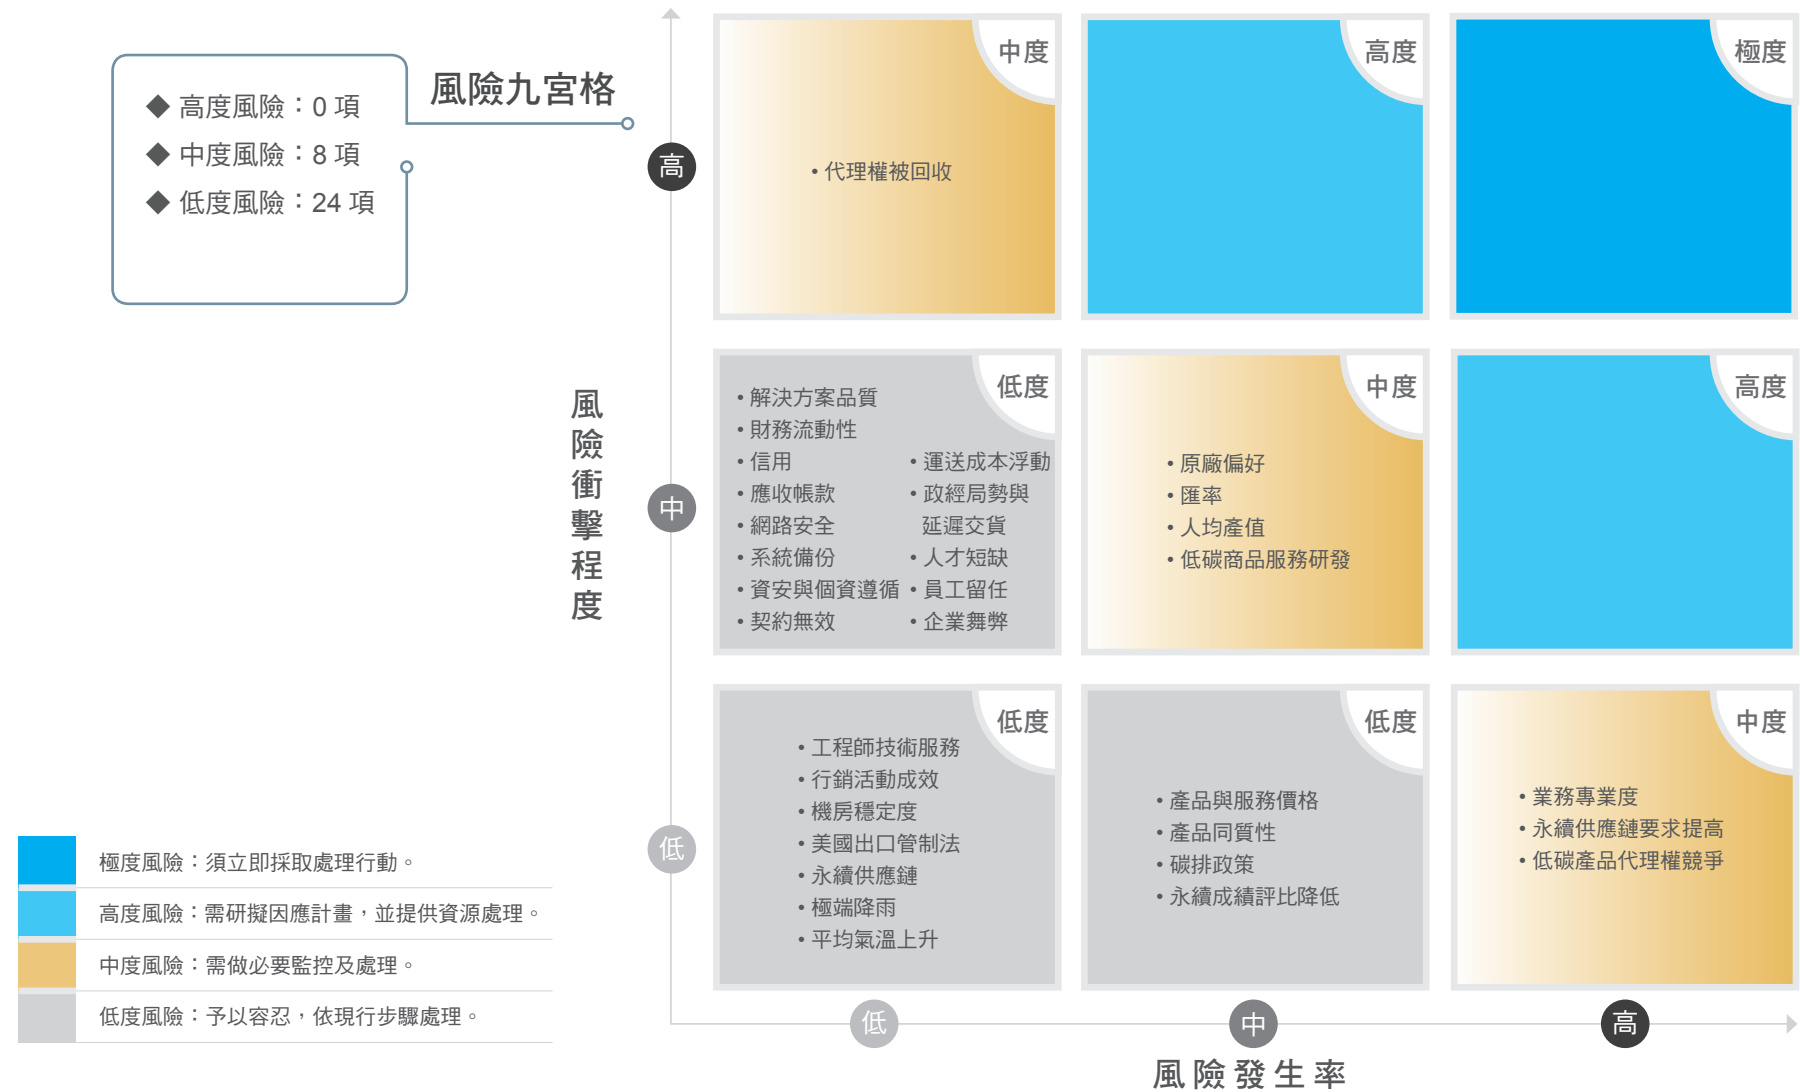 ◆ 高度風險：0 項
◆ 中度風險：8 項
◆ 低度風險：24 項
風險九宮格
風險衝擊程度
高
中度
• 代理權被回收
高度
極度
中
低度
• 解決方案品質
• 財務流動性
• 信用
• 應收帳款
• 網路安全
• 系統備份
• 資安與個資遵循
• 契約無效
• 運送成本浮動
• 政經局勢與
延遲交貨
• 人才短缺
• 員工留任
• 企業舞弊
中度
• 原廠偏好
• 匯率
• 人均產值
• 低碳商品服務研發
高度
低
低度
• 工程師技術服務
• 行銷活動成效
• 機房穩定度
• 美國出口管制法
• 永續供應鏈
• 極端降雨
• 平均氣溫上升
低度
• 產品與服務價格
• 產品同質性
• 碳排政策
• 永續成績評比降低
中度
• 業務專業度
• 永續供應鏈要求提高
• 低碳產品代理權競爭
低
中
高
風險發生率
極度風險：須立即採取處理行動。
高度風險：需研擬因應計畫，並提供資源處理。
中度風險：需做必要監控及處理。
低度風險：予以容忍，依現行步驟處理。